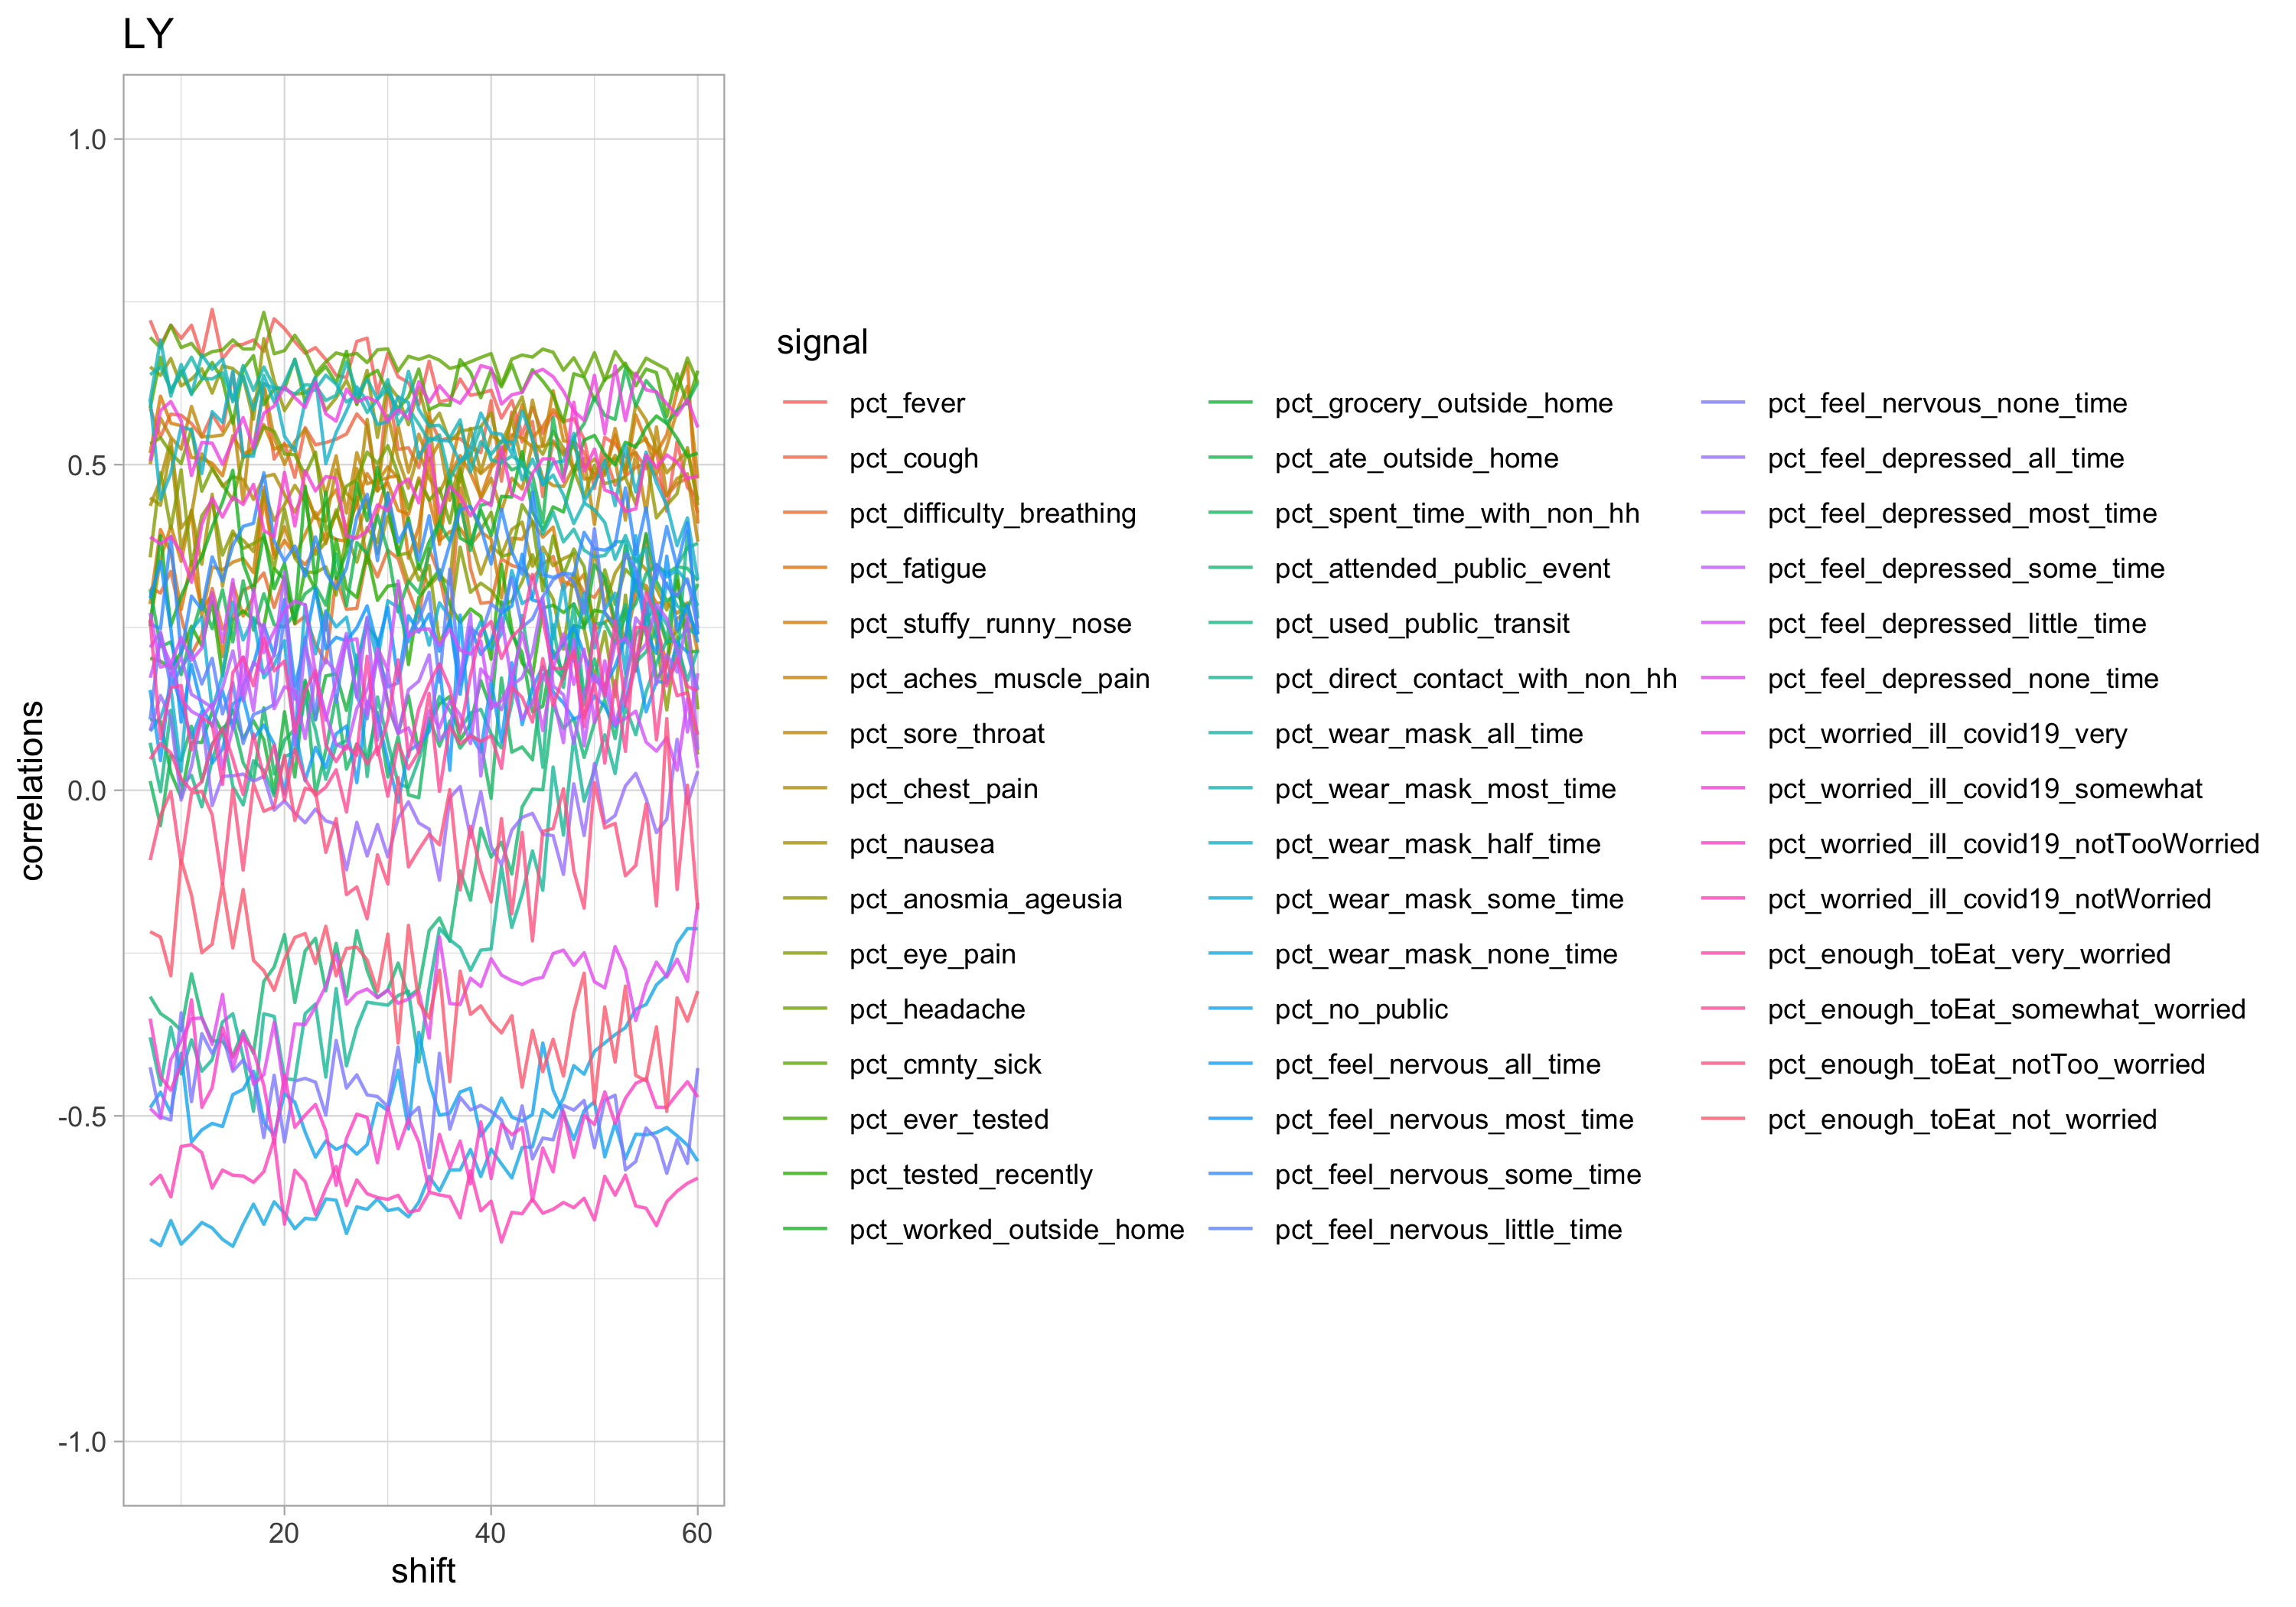 LY
1.0
0.5
0.0
-0.5
-1.0
correlations
20 40 60
shift
signal
pct_fever
pct_cough
pct_difficulty_breathing
pct_fatigue
pct_stuffy_runny_nose
pct_aches_muscle_pain
pct_sore_throat
pct_chest_pain
pct_nausea
pct_anosmia_ageusia
pct_eye_pain
pct_headache
pct_cmnty_sick
pct_ever_tested
pct_tested_recently
pct_worked_outside_home
pct_grocery_outside_home
pct_ate_outside_home
pct_spent_time_with_non_hh
pct_attended_public_event
pct_used_public_transit
pct_direct_contact_with_non_hh
pct_wear_mask_all_time
pct_wear_mask_most_time
pct_wear_mask_half_time
pct_wear_mask_some_time
pct_wear_mask_none_time
pct_no_public
pct_feel_nervous_all_time
pct_feel_nervous_most_time
pct_feel_nervous_some_time
pct_feel_nervous_little_time
pct_feel_nervous_none_time
pct_feel_depressed_all_time
pct_feel_depressed_most_time
pct_feel_depressed_some_time
pct_feel_depressed_little_time
pct_feel_depressed_none_time
pct_worried_ill_covid19_very
pct_worried_ill_covid19_somewhat
pct_worried_ill_covid19_notTooWorried
pct_worried_ill_covid19_notWorried
pct_enough_toEat_very_worried
pct_enough_toEat_somewhat_worried
pct_enough_toEat_notToo_worried
pct_enough_toEat_not_worried